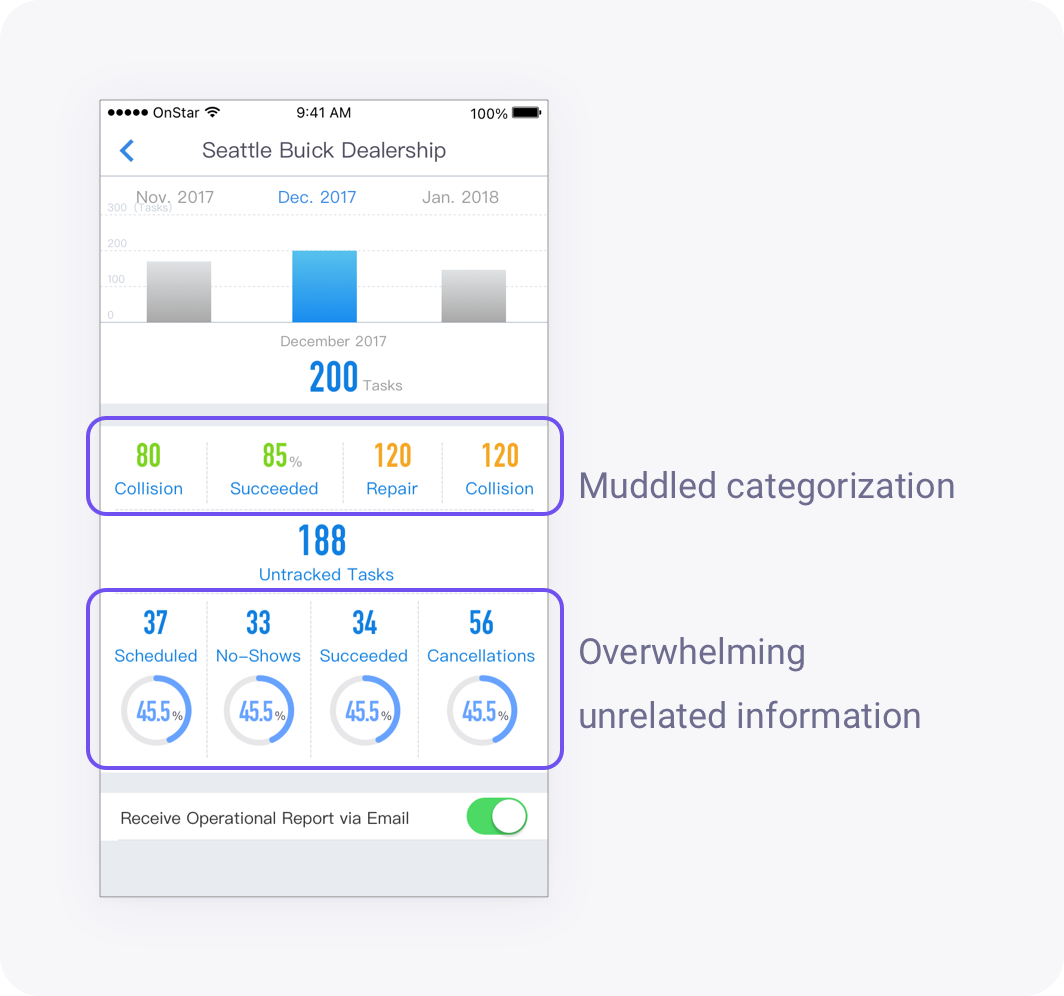 OnStar 9:41 AM 100%
Seattle Buick Dealership
Nov. 2017 Dec. 2017 Jan. 2018
300 (Tasks)
200
100
0
December 2017
200 Tasks
80 85% 120 120
Collision Succeeded Repair Collision
Muddled categorization
188
Untracked Tasks
37 33 34 56
Scheduled No-Shows Succeeded Cancellations
45.5% 45.5% 45.5% 45.5%
Overwhelming
unrelated information
Receive Operational Report via Email